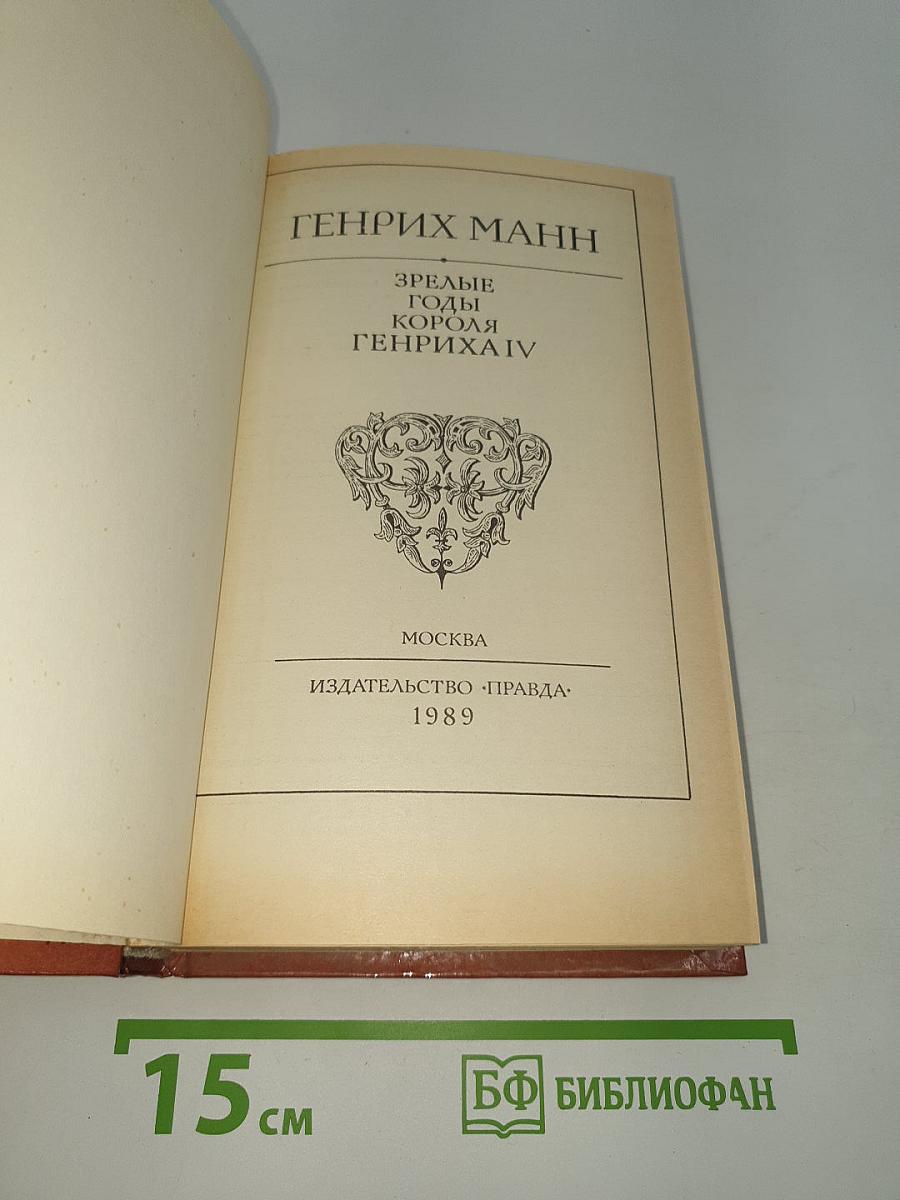 ГЕНРИХ МАНН
ЗРЕЛЫЕ
ГОДЫ
КОРОЛЯ
ГЕНРИХА IV
МОСКВА
ИЗДАТЕЛЬСТВО •ПРАВДА•
1989
15 см
БФ БИБЛИОФАН